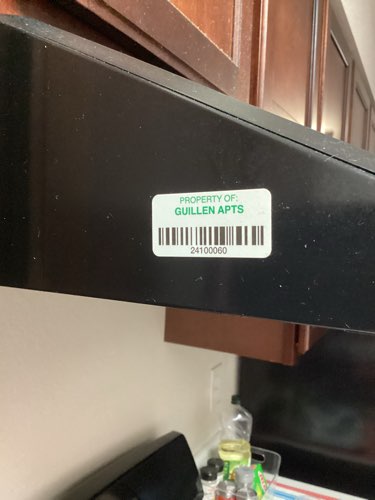 PROPERTY OF:
GUILLEN APTS
24100060